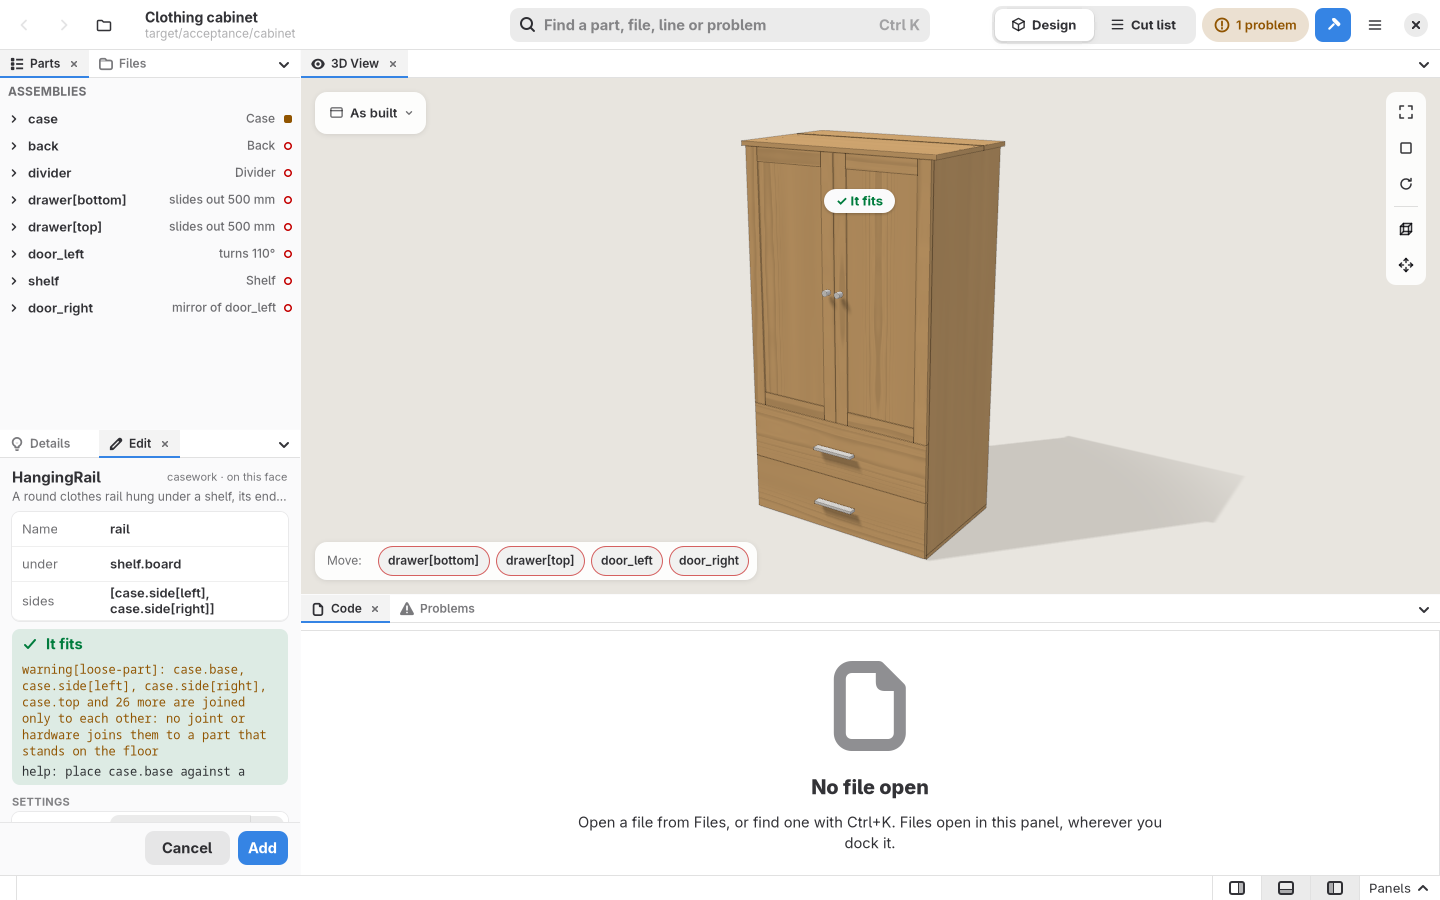 Clothing cabinet
target/acceptance/cabinet
Find a part, file, line or problem
Ctrl K
Design
Cut list
1 problem
Parts
Files
ASSEMBLIES
case
Case
back
Back
divider
Divider
drawer[bottom]
slides out 500 mm
drawer[top]
slides out 500 mm
door_left
turns 110°
shelf
Shelf
door_right
mirror of door_left
Details
Edit
HangingRail
casework · on this face
A round clothes rail hung under a shelf, its end...
Name
rail
under
shelf.board
sides
[case.side[left],
case.side[right]]
It fits
warning[loose-part]: case.base,
case.side[left], case.side[right],
case.top and 26 more are joined
only to each other: no joint or
hardware joins them to a part that
stands on the floor
help: place case.base against a
SETTINGS
Cancel
Add
3D View
As built
It fits
Move:
drawer[bottom]
drawer[top]
door_left
door_right
Code
Problems
No file open
Open a file from Files, or find one with Ctrl+K. Files open in this panel, wherever you
dock it.
Panels